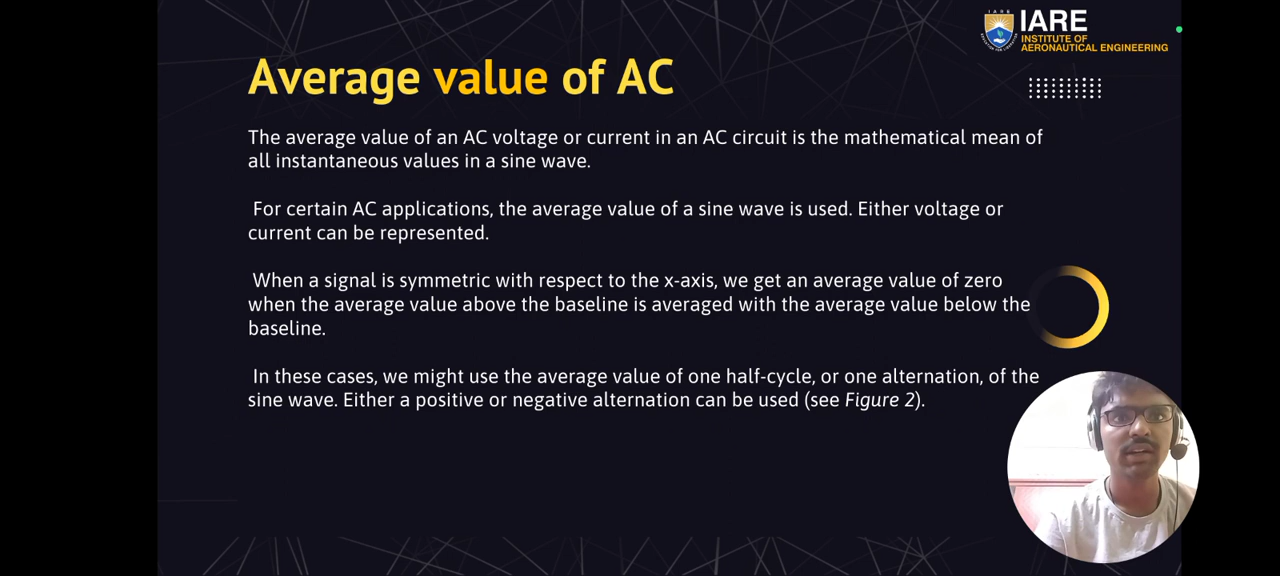 IARE
IARE
INSTITUTE OF
AERONAUTICAL ENGINEERING
Average value of AC
The average value of an AC voltage or current in an AC circuit is the mathematical mean of
all instantaneous values in a sine wave.
For certain AC applications, the average value of a sine wave is used. Either voltage or
current can be represented.
When a signal is symmetric with respect to the x-axis, we get an average value of zero
when the average value above the baseline is averaged with the average value below the
baseline.
In these cases, we might use the average value of one half-cycle, or one alternation, of the
sine wave. Either a positive or negative alternation can be used (see Figure 2).